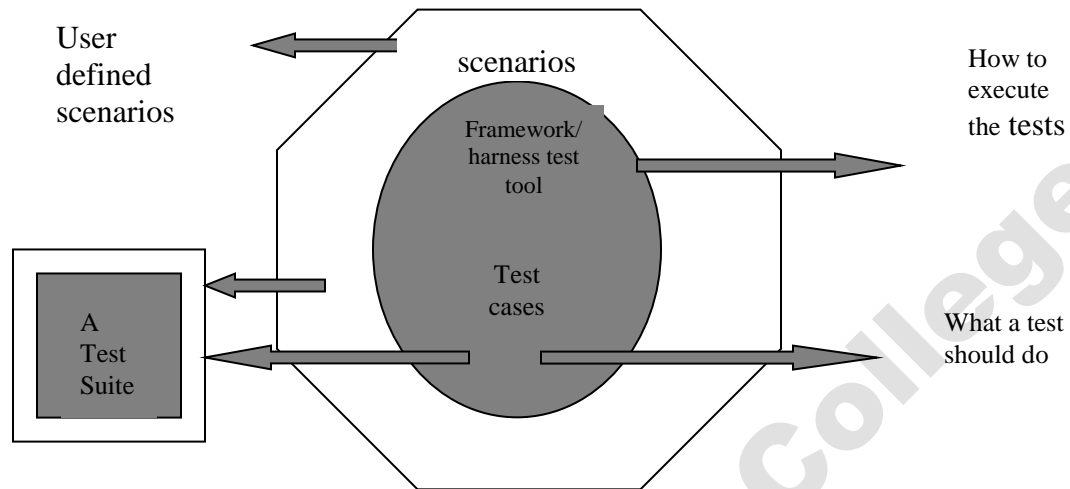 User
defined
scenarios
scenarios
How to
execute
the tests
Framework/
harness test
tool
Test
cases
A
Test
Suite
What a test
should do
College